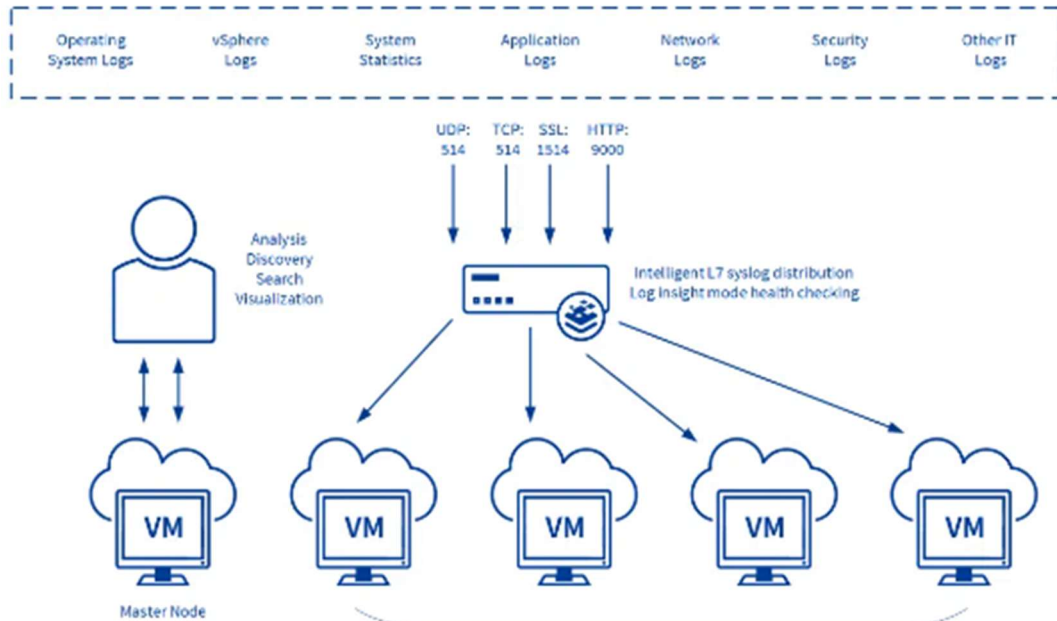 Operating
System Logs
vSphere
Logs
System
Statistics
Application
Logs
Network
Logs
Security
Logs
Other IT
Logs
UDP:
514
TCP:
514
SSL:
1514
HTTP:
9000
Analysis
Discovery
Search
Visualization
Intelligent L7 syslog distribution
Log insight mode health checking
VM
VM
VM
VM
VM
Master Node